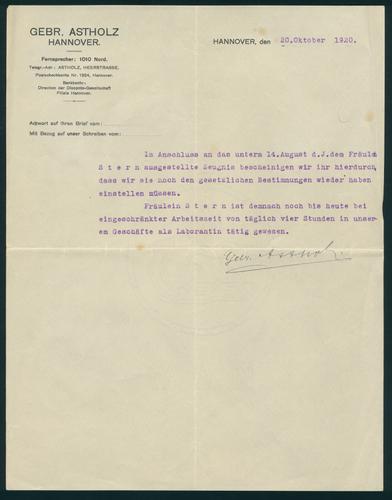 GEBR. ASTHOLZ
HANNOVER.
Fernsprecher: 1010 Nord.
Telegr.-Adr.: ASTHOLZ, HEERSTRASSE.
Postscheckkonto Nr. 1924, Hannover.
Bankkonto:
Direction der Disconto-Gesellschaft
Filiale Hannover.
HANNOVER, den 20. Oktober 1920.
Antwort auf Ihren Brief vom:
Mit Bezug auf unser Schreiben vom:
Im Anschluss an das unterm 14. August d.J. dem Fräulein
S t e r n ausgestellte Zeugnis bescheinigen wir ihr hierdurch,
dass wir sie nach den gesetzlichen Bestimmungen wieder haben
einstellen müssen.
Fräulein S t e r n ist demnach noch bis heute bei
eingeschränkter Arbeitszeit von täglich vier Stunden in unser-
em Geschäfte als Laborantin tätig gewesen.
Gebr. Astholz